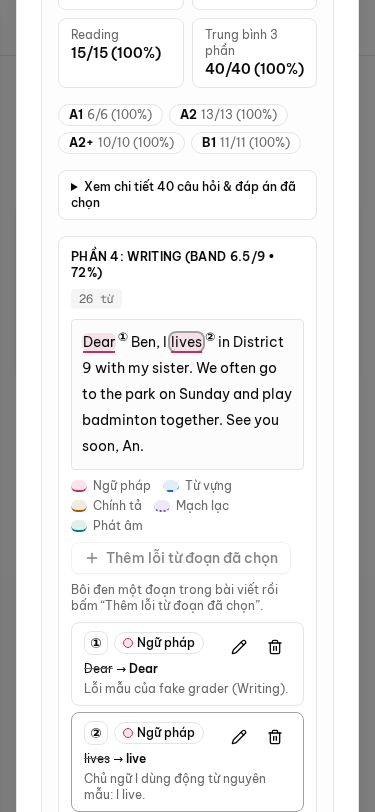 Reading
15/15 (100%)
Trung bình 3
phần
40/40 (100%)
A1 6/6 (100%) A2 13/13 (100%)
A2+ 10/10 (100%) B1 11/11 (100%)
▶ Xem chi tiết 40 câu hỏi & đáp án đã
chọn
PHẦN 4: WRITING (BAND 6.5/9 •
72%)
26 từ
Dear ① Ben, I lives ② in District
9 with my sister. We often go
to the park on Sunday and play
badminton together. See you
soon, An.
Ngữ pháp Từ vựng
Chính tả Mạch lạc
Phát âm
+ Thêm lỗi từ đoạn đã chọn
Bôi đen một đoạn trong bài viết rồi
bấm “Thêm lỗi từ đoạn đã chọn”.
① Ngữ pháp
Dear → Dear
Lỗi mẫu của fake grader (Writing).
② Ngữ pháp
lives → live
Chủ ngữ I dùng động từ nguyên
mẫu: I live.